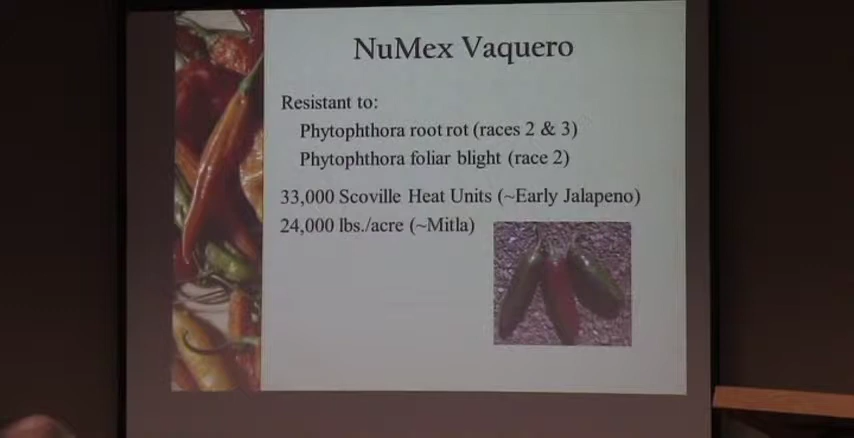 NuMex Vaquero
Resistant to:
Phytophthora root rot (races 2 & 3)
Phytophthora foliar blight (race 2)
33,000 Scoville Heat Units (~Early Jalapeno)
24,000 lbs./acre (~Mitla)